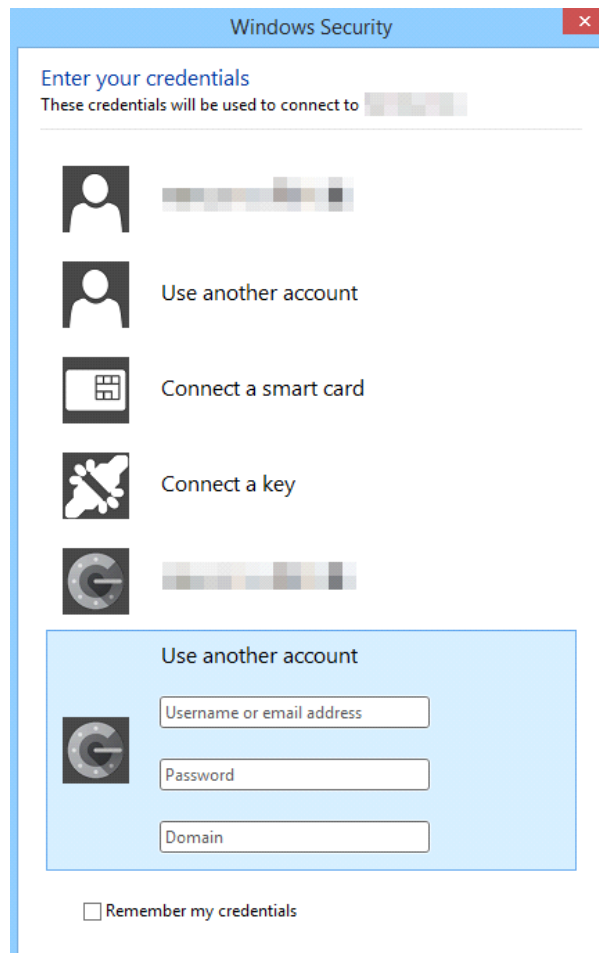 Windows Security
Enter your credentials
These credentials will be used to connect to
Use another account
Connect a smart card
Connect a key
Use another account
Username or email address
Password
Domain
Remember my credentials